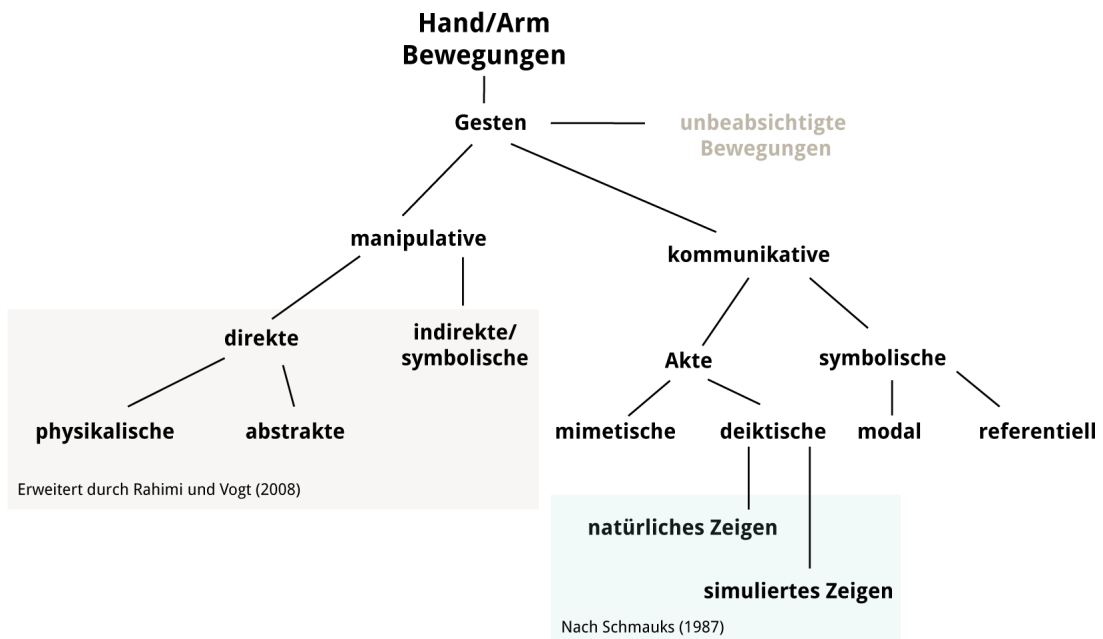 Hand/Arm
Bewegungen
Gesten
unbeabsichtigte
Bewegungen
manipulative
kommunikative
direkte
indirekte/
symbolische
Akte
symbolische
physikalische
abstrakte
mimetische
deiktische
modal
referentiell
Erweitert durch Rahimi und Vogt (2008)
natürliches Zeigen
simuliertes Zeigen
Nach Schmauks (1987)